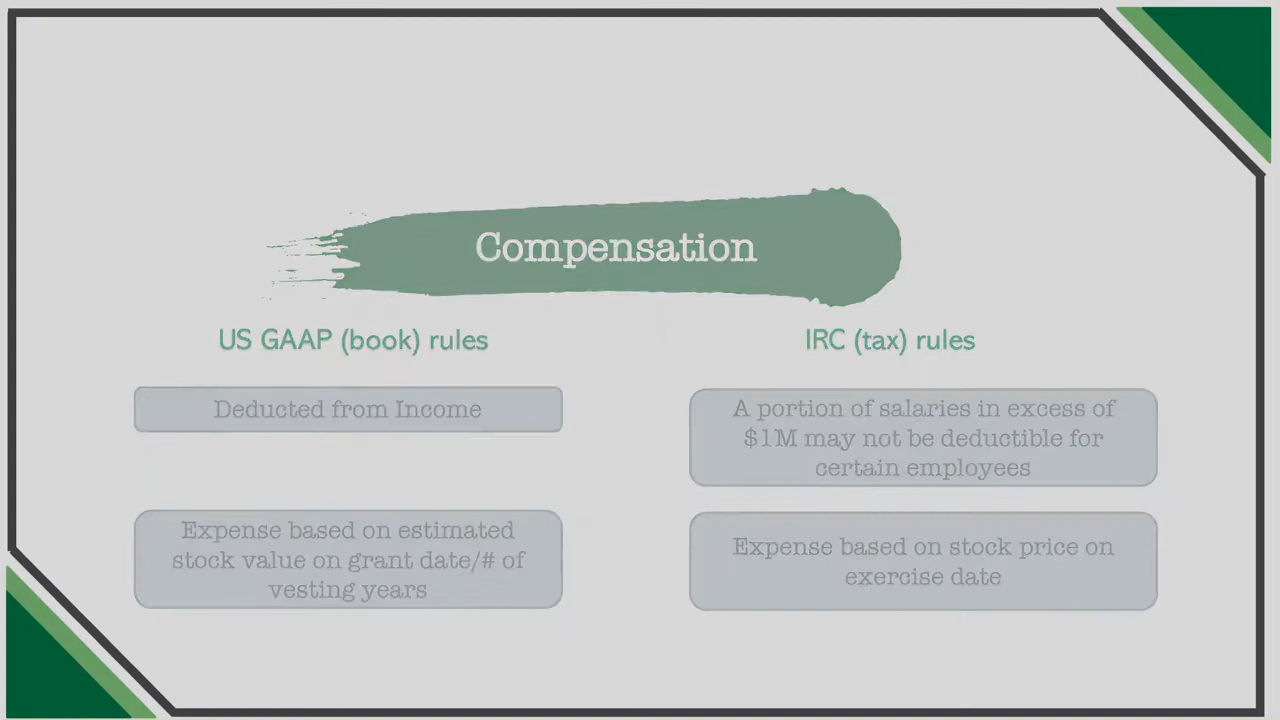 Compensation
US GAAP (book) rules
Deducted from Income
Expense based on estimated
stock value on grant date/# of
vesting years
IRC (tax) rules
A portion of salaries in excess of
$1M may not be deductible for
certain employees
Expense based on stock price on
exercise date